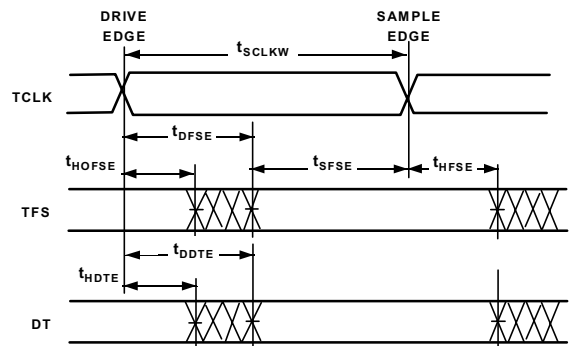 DRIVE EDGE
SAMPLE EDGE
tSCLKW
TCLK
tDFSE
tHOFSE
tSFSE
tHFSE
TFS
tDDTE
tHDTE
DT